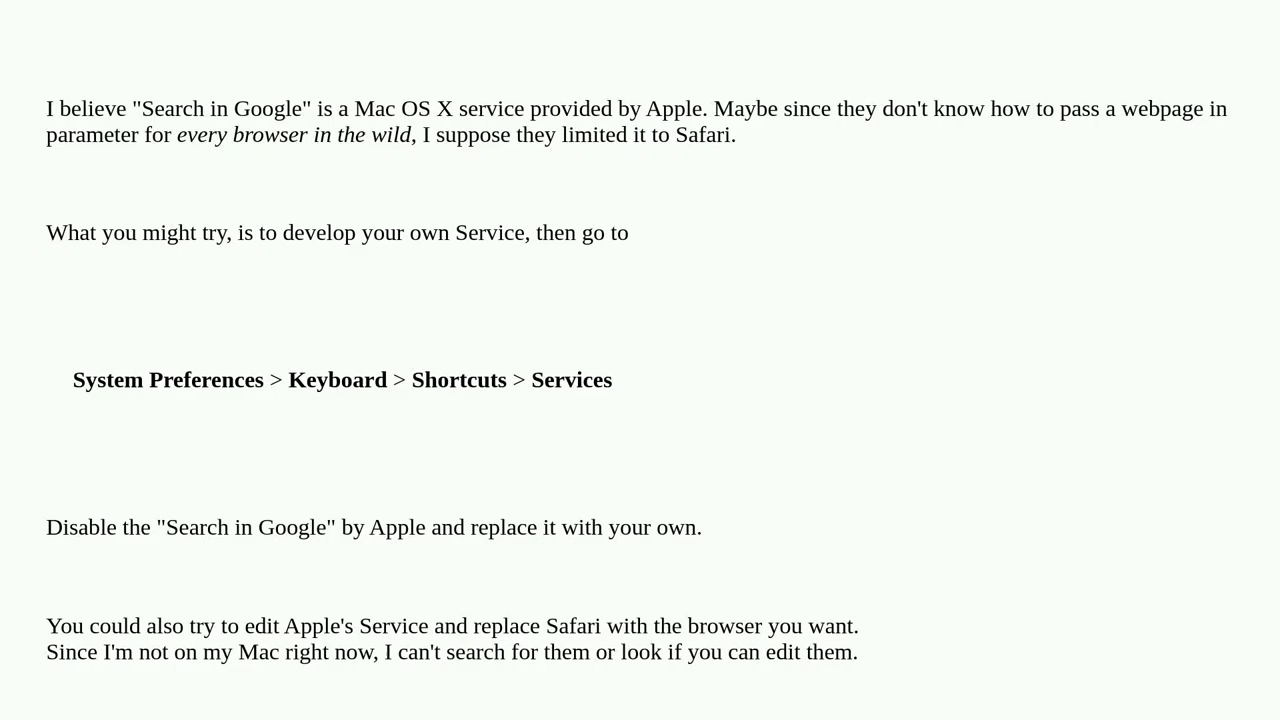 I believe "Search in Google" is a Mac OS X service provided by Apple. Maybe since they don't know how to pass a webpage in
parameter for every browser in the wild, I suppose they limited it to Safari.
What you might try, is to develop your own Service, then go to
System Preferences > Keyboard > Shortcuts > Services
Disable the "Search in Google" by Apple and replace it with your own.
You could also try to edit Apple's Service and replace Safari with the browser you want.
Since I'm not on my Mac right now, I can't search for them or look if you can edit them.